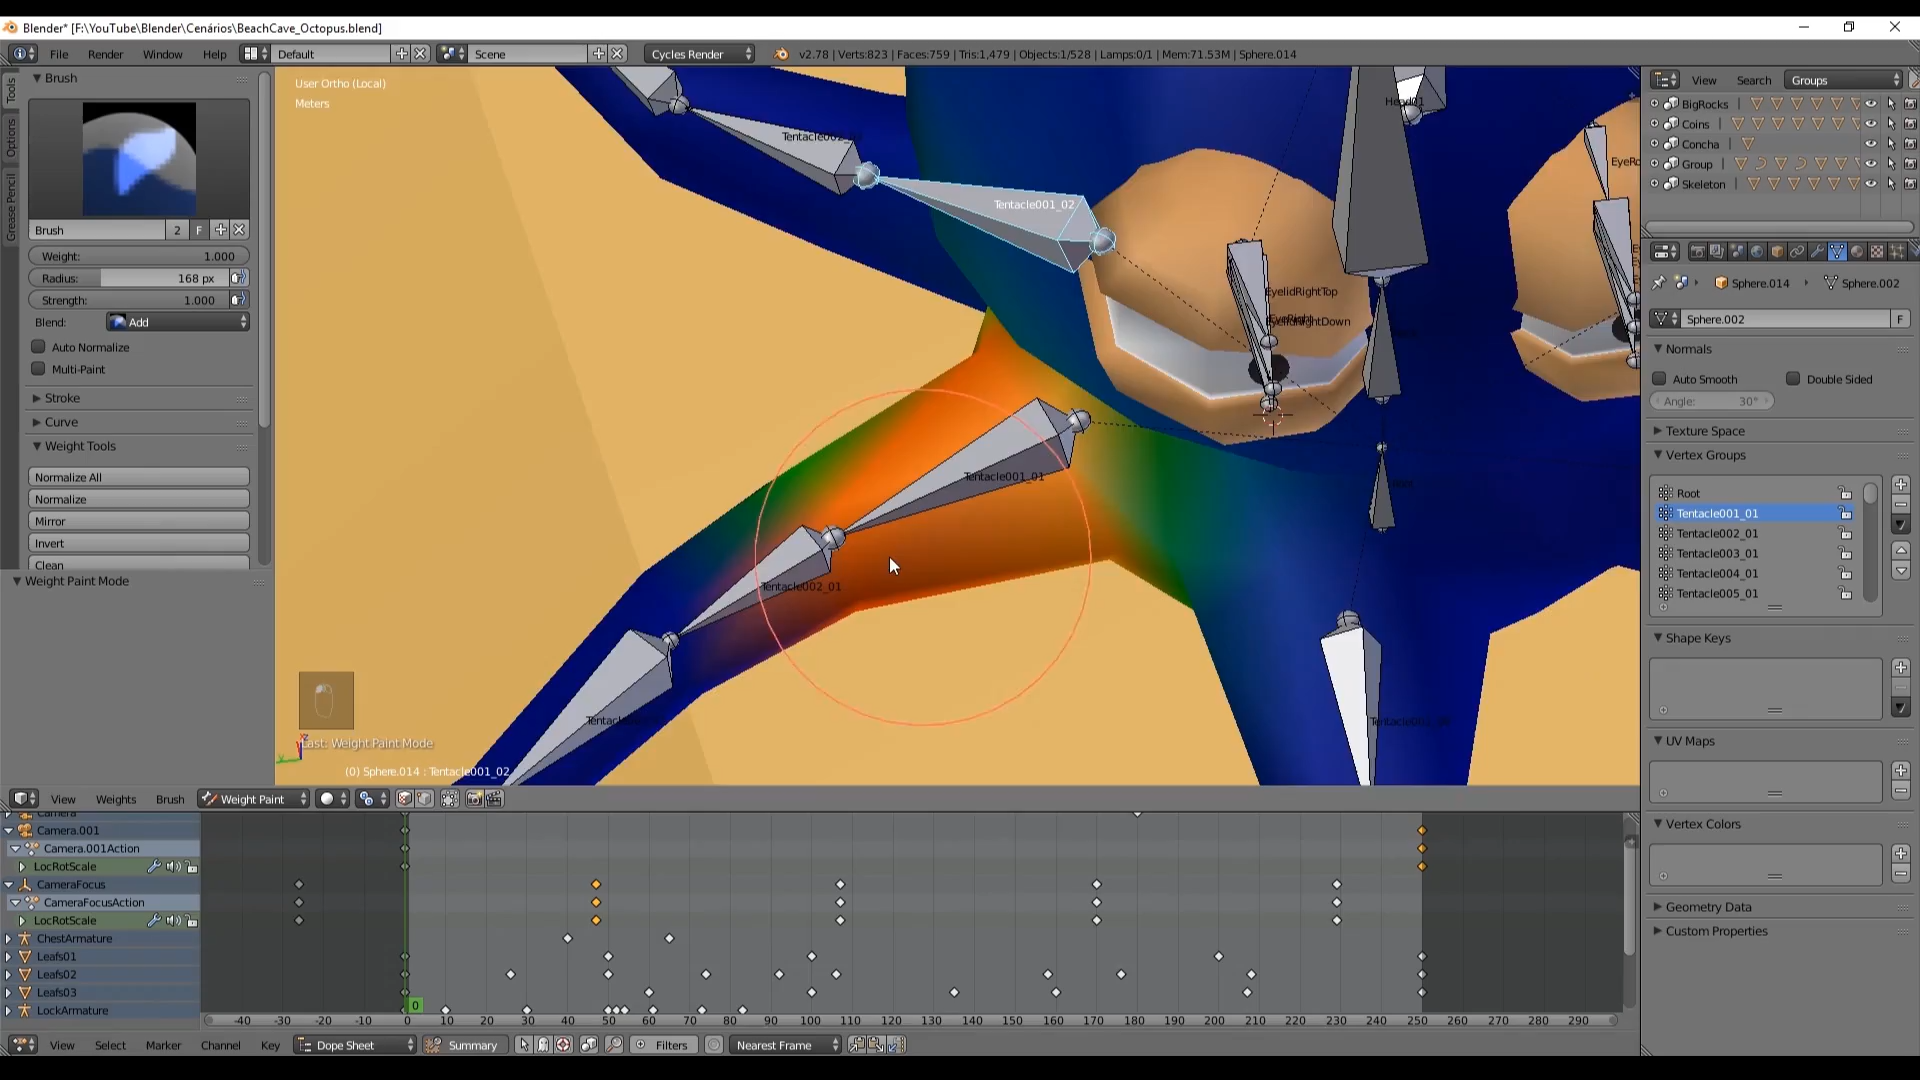 Blender* [F:\YouTube\Blender\Cenários\BeachCave_Octopus.blend]
File Render Window Help Default Scene Cycles Render v2.78 | Verts:823 | Faces:759 | Tris:1,479 | Objects:1/528 | Lamps:0/1 | Mem:71.53M | Sphere.014
Tools
Options
Grease Pencil
Brush
Brush 2 F
Weight: 1.000
Radius: 168 px
Strength: 1.000
Blend: Add
Auto Normalize
Multi-Paint
Stroke
Curve
Weight Tools
Normalize All
Normalize
Mirror
Invert
Clean
Weight Paint Mode
User Ortho (Local)
Meters
Head01
Tentacle001_02
EyelidRightTop
EyeRight
Tentacle001_01
Tentacle002_01
Last: Weight Paint Mode
(0) Sphere.014 : Tentacle001_02
View Weights Brush Weight Paint
View Search Groups
BigRocks
Coins
Concha
Group
Skeleton
Sphere.014 Sphere.002
Sphere.002 F
Normals
Auto Smooth Double Sided
Angle: 30°
Texture Space
Vertex Groups
Root
Tentacle001_01
Tentacle002_01
Tentacle003_01
Tentacle004_01
Tentacle005_01
Shape Keys
UV Maps
Vertex Colors
Geometry Data
Custom Properties
Camera
Camera.001
Camera.001Action
LocRotScale
CameraFocus
CameraFocusAction
LocRotScale
ChestArmature
Leafs01
Leafs02
Leafs03
LockArmature
0
-40 -30 -20 -10 0 10 20 30 40 50 60 70 80 90 100 110 120 130 140 150 160 170 180 190 200 210 220 230 240 250 260 270 280 290
View Select Marker Channel Key Dope Sheet Summary Filters Nearest Frame